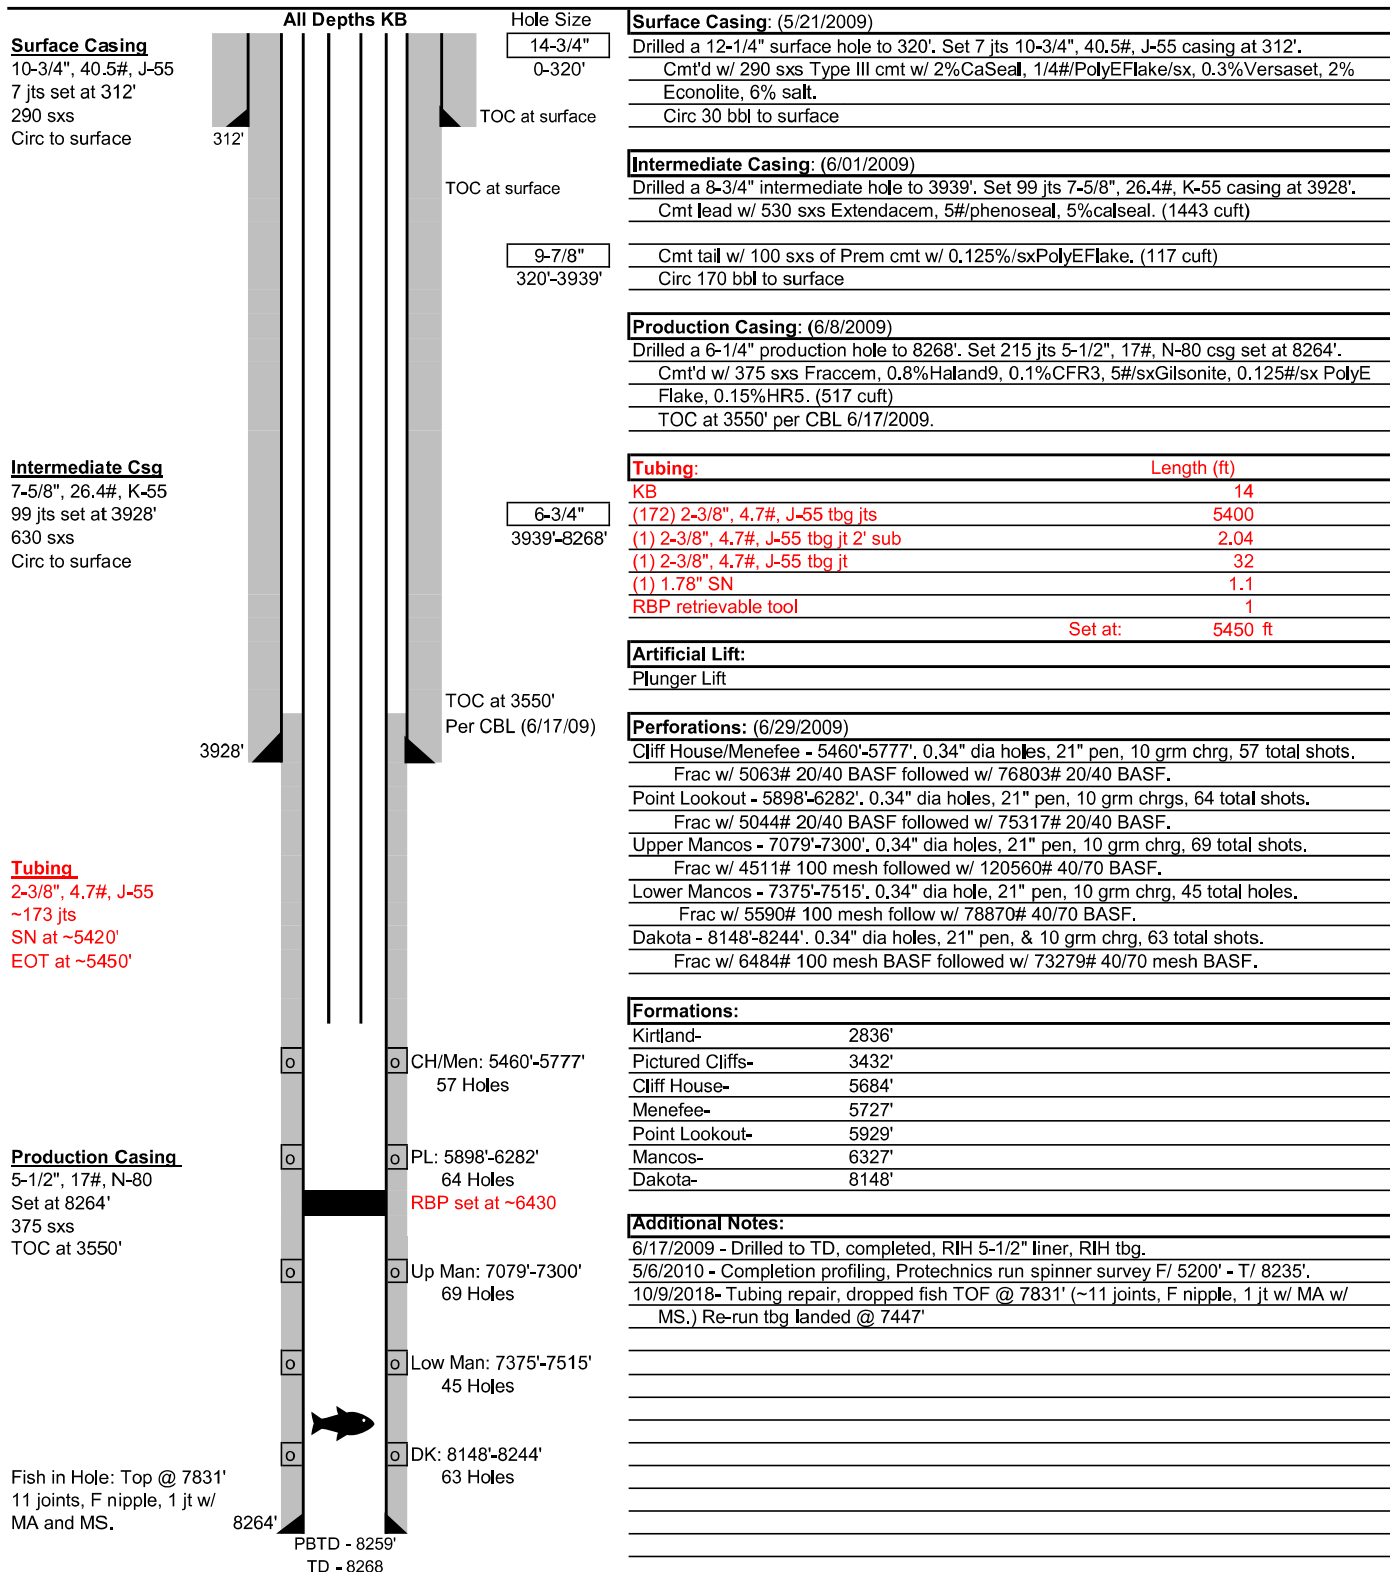 All Depths KB
Hole Size
Surface Casing
10-3/4", 40.5#, J-55
7 jts set at 312'
290 sxs
Circ to surface
312'
14-3/4"
0-320'
TOC at surface
TOC at surface
9-7/8"
320'-3939'
Intermediate Csg
7-5/8", 26.4#, K-55
99 jts set at 3928'
630 sxs
Circ to surface
6-3/4"
3939'-8268'
TOC at 3550'
Per CBL (6/17/09)
3928'
Tubing
2-3/8", 4.7#, J-55
~173 jts
SN at ~5420'
EOT at ~5450'
o
o
CH/Men: 5460'-5777'
57 Holes
Production Casing
5-1/2", 17#, N-80
Set at 8264'
375 sxs
TOC at 3550'
o
o
PL: 5898'-6282'
64 Holes
RBP set at ~6430
o
o
Up Man: 7079'-7300'
69 Holes
o
o
Low Man: 7375'-7515'
45 Holes
o
o
DK: 8148'-8244'
63 Holes
Fish in Hole: Top @ 7831'
11 joints, F nipple, 1 jt w/
MA and MS.
8264'
PBTD - 8259'
TD - 8268
Surface Casing: (5/21/2009)
Drilled a 12-1/4" surface hole to 320'. Set 7 jts 10-3/4", 40.5#, J-55 casing at 312'.
Cmt'd w/ 290 sxs Type III cmt w/ 2%CaSeal, 1/4#/PolyEFlake/sx, 0.3%Versaset, 2%
Econolite, 6% salt.
Circ 30 bbl to surface
Intermediate Casing: (6/01/2009)
Drilled a 8-3/4" intermediate hole to 3939'. Set 99 jts 7-5/8", 26.4#, K-55 casing at 3928'.
Cmt lead w/ 530 sxs Extendacem, 5#/phenoseal, 5%calseal. (1443 cuft)
Cmt tail w/ 100 sxs of Prem cmt w/ 0.125%/sxPolyEFlake. (117 cuft)
Circ 170 bbl to surface
Production Casing: (6/8/2009)
Drilled a 6-1/4" production hole to 8268'. Set 215 jts 5-1/2", 17#, N-80 csg set at 8264'.
Cmt'd w/ 375 sxs Fraccem, 0.8%Haland9, 0.1%CFR3, 5#/sxGilsonite, 0.125#/sx PolyE
Flake, 0.15%HR5. (517 cuft)
TOC at 3550' per CBL 6/17/2009.
Tubing: Length (ft)
KB 14
(172) 2-3/8", 4.7#, J-55 tbg jts 5400
(1) 2-3/8", 4.7#, J-55 tbg jt 2' sub 2.04
(1) 2-3/8", 4.7#, J-55 tbg jt 32
(1) 1.78" SN 1.1
RBP retrievable tool 1
Set at: 5450 ft
Artificial Lift:
Plunger Lift
Perforations: (6/29/2009)
Cliff House/Menefee - 5460'-5777'. 0.34" dia holes, 21" pen, 10 grm chrg, 57 total shots.
Frac w/ 5063# 20/40 BASF followed w/ 76803# 20/40 BASF.
Point Lookout - 5898'-6282'. 0.34" dia holes, 21" pen, 10 grm chrgs, 64 total shots.
Frac w/ 5044# 20/40 BASF followed w/ 75317# 20/40 BASF.
Upper Mancos - 7079'-7300'. 0.34" dia holes, 21" pen, 10 grm chrg, 69 total shots.
Frac w/ 4511# 100 mesh followed w/ 120560# 40/70 BASF.
Lower Mancos - 7375'-7515'. 0.34" dia hole, 21" pen, 10 grm chrg, 45 total holes.
Frac w/ 5590# 100 mesh follow w/ 78870# 40/70 BASF.
Dakota - 8148'-8244'. 0.34" dia holes, 21" pen, & 10 grm chrg, 63 total shots.
Frac w/ 6484# 100 mesh BASF followed w/ 73279# 40/70 mesh BASF.
Formations:
Kirtland- 2836'
Pictured Cliffs- 3432'
Cliff House- 5684'
Menefee- 5727'
Point Lookout- 5929'
Mancos- 6327'
Dakota- 8148'
Additional Notes:
6/17/2009 - Drilled to TD, completed, RIH 5-1/2" liner, RIH tbg.
5/6/2010 - Completion profiling, Protechnics run spinner survey F/ 5200' - T/ 8235'.
10/9/2018- Tubing repair, dropped fish TOF @ 7831' (~11 joints, F nipple, 1 jt w/ MA w/
MS.) Re-run tbg landed @ 7447'